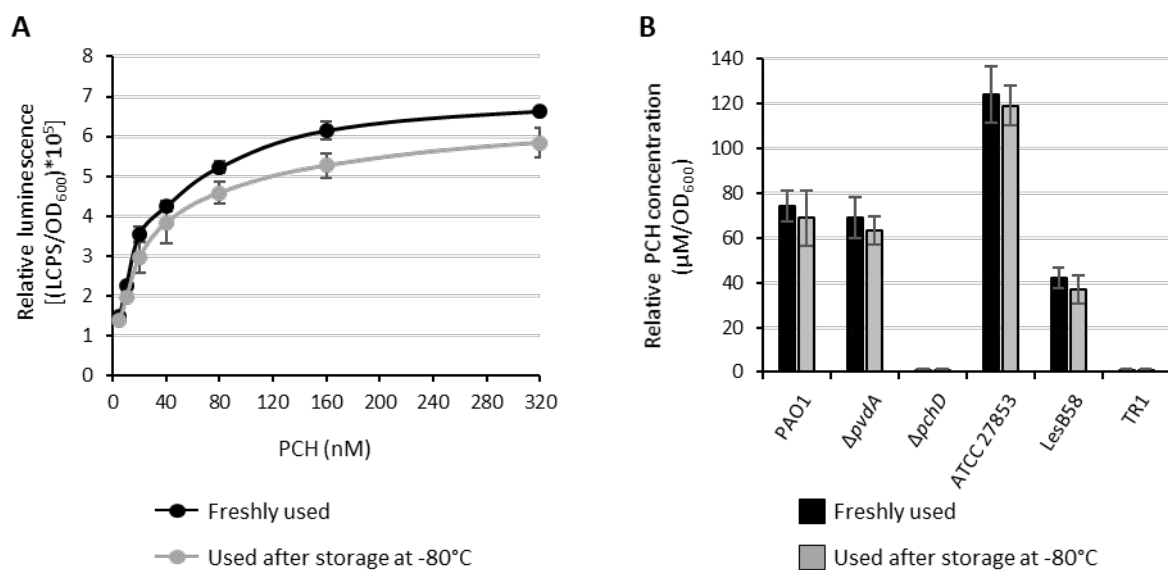 A
Relative luminescence
[(LCPS/OD600)*10⁵]
8
7
6
5
4
3
2
1
0
0 40 80 120 160 200 240 280 320
PCH (nM)
Freshly used
Used after storage at -80°C
B
Relative PCH concentration
(µM/OD600)
140
120
100
80
60
40
20
0
PAO1
ΔpvdA
ΔpchD
ATCC 27853
LesB58
TR1
Freshly used
Used after storage at -80°C